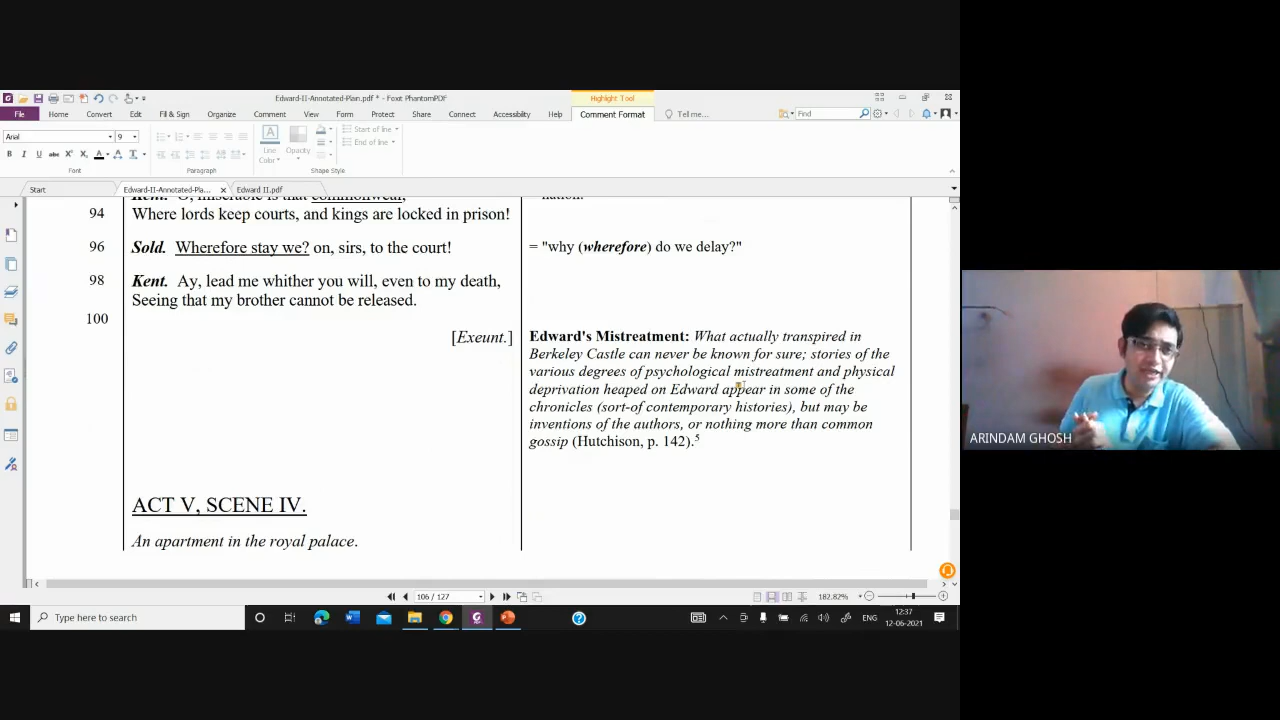 Edward-II-Annotated-Plain.pdf * - Foxit PhantomPDF
Highlight Tool
File Home Convert Edit Fill & Sign Organize Comment View Form Protect Share Connect Accessibility Help Comment Format Tell me... Find
Arial 9
B I U
Line Color
Opacity
Start of line
End of line
Font Paragraph Shape Style
Start Edward-II-Annotated-Plai... Edward II.pdf
94 Where lords keep courts, and kings are locked in prison!
nation.
96 Sold. Wherefore stay we? on, sirs, to the court!
= "why (wherefore) do we delay?"
98 Kent. Ay, lead me whither you will, even to my death,
Seeing that my brother cannot be released.
100
[Exeunt.]
Edward's Mistreatment: What actually transpired in
Berkeley Castle can never be known for sure; stories of the
various degrees of psychological mistreatment and physical
deprivation heaped on Edward appear in some of the
chronicles (sort-of contemporary histories), but may be
inventions of the authors, or nothing more than common
gossip (Hutchison, p. 142).5
ACT V, SCENE IV.
An apartment in the royal palace.
ARINDAM GHOSH
106 / 127
182.82%
Type here to search
ENG
12:37
12-06-2021